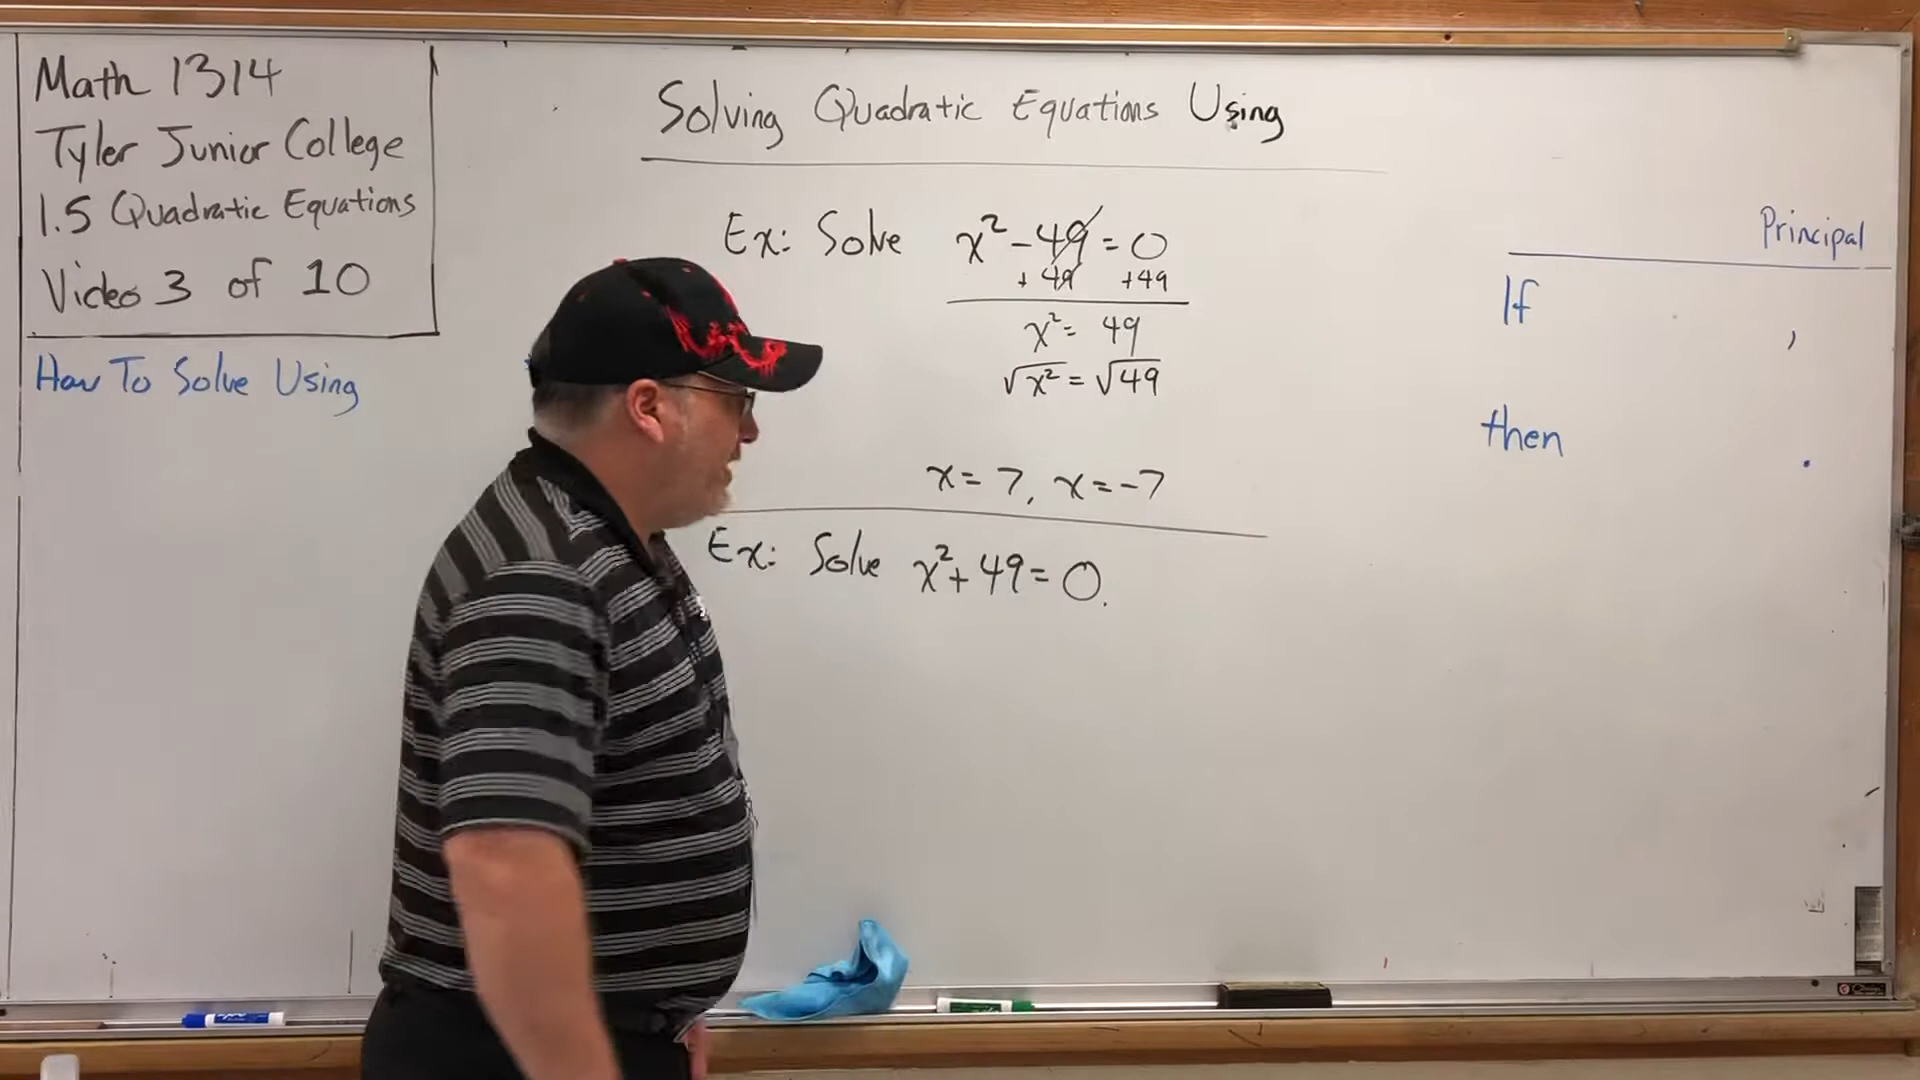 Math 1314
Tyler Junior College
1.5 Quadratic Equations
Video 3 of 10
How To Solve Using
Solving Quadratic Equations Using
Ex: Solve x² - 49 = 0
+ 49 +49
x² = 49
√x² = √49
x = 7, x = -7
Ex: Solve x² + 49 = 0.
Principal
If ,
then .